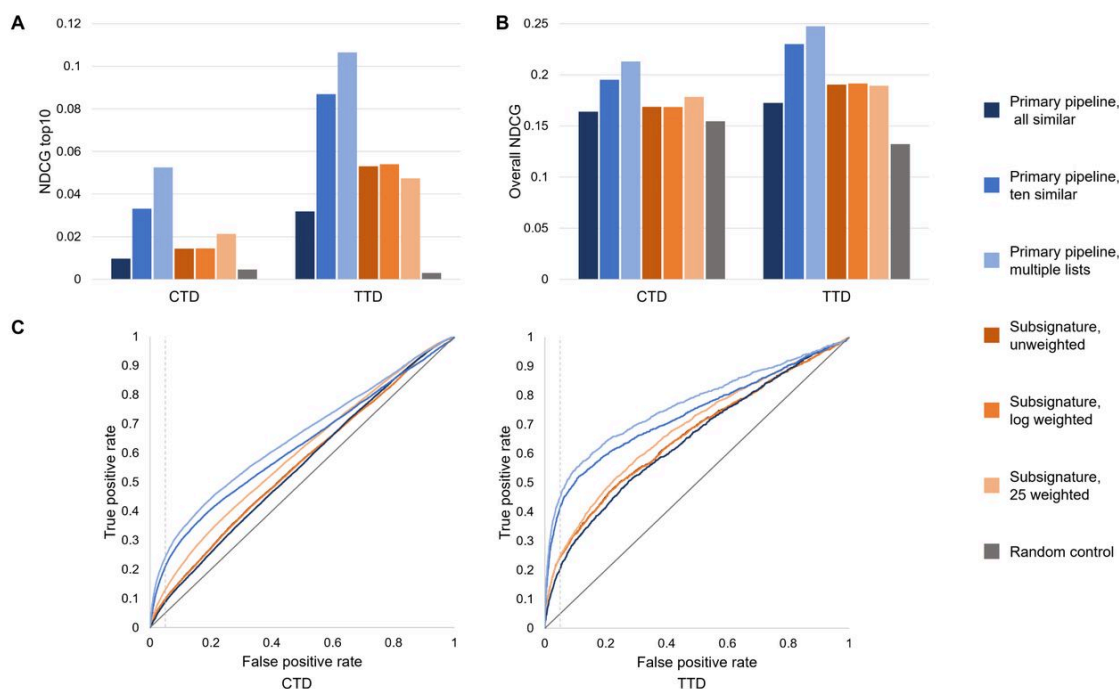 A
0.12
0.1
0.08
0.06
0.04
0.02
0
NDCG top10
CTD
TTD
B
0.25
0.2
0.15
0.1
0.05
0
Overall NDCG
CTD
TTD
Primary pipeline,
all similar
Primary pipeline,
ten similar
Primary pipeline,
multiple lists
Subsignature,
unweighted
Subsignature,
log weighted
Subsignature,
25 weighted
Random control
C
1
0.9
0.8
0.7
0.6
0.5
0.4
0.3
0.2
0.1
0
True positive rate
0 0.2 0.4 0.6 0.8 1
False positive rate
CTD
1
0.9
0.8
0.7
0.6
0.5
0.4
0.3
0.2
0.1
0
True positive rate
0 0.2 0.4 0.6 0.8 1
False positive rate
TTD